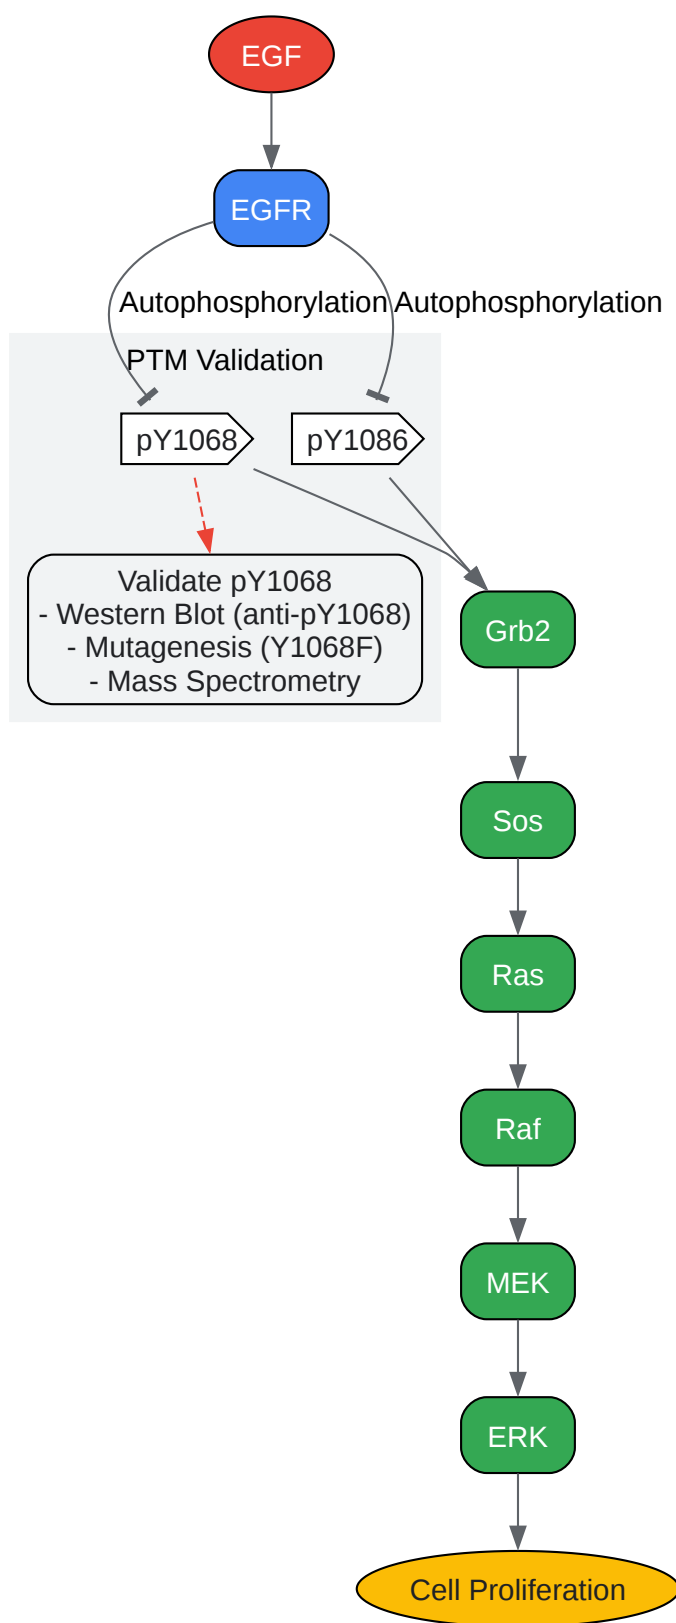 EGF
EGFR
Autophosphorylation
Autophosphorylation
PTM Validation
pY1068
pY1086
Validate pY1068
- Western Blot (anti-pY1068)
- Mutagenesis (Y1068F)
- Mass Spectrometry
Grb2
Sos
Ras
Raf
MEK
ERK
Cell Proliferation